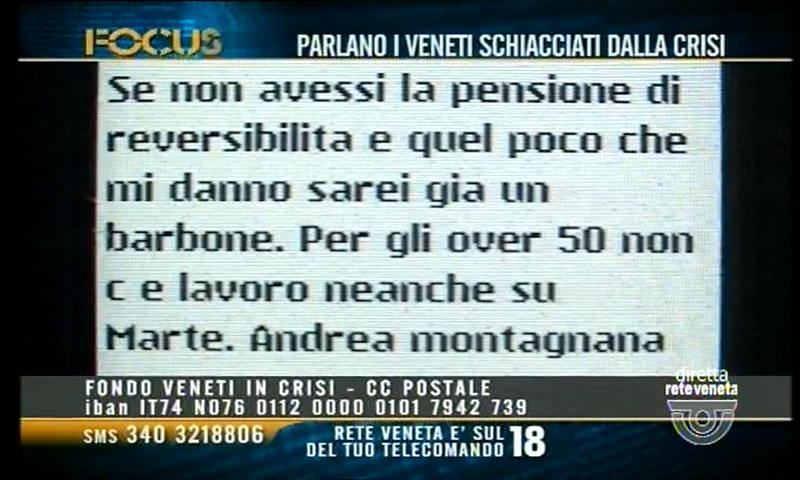 FOCUS
PARLANO I VENETI SCHIACCIATI DALLA CRISI
Se non avessi la pensione di
reversibilita e quel poco che
mi danno sarei gia un
barbone. Per gli over 50 non
c e lavoro neanche su
Marte. Andrea montagnana
FONDO VENETI IN CRISI - CC POSTALE
iban IT74 N076 0112 0000 0101 7942 739
diretta
reteveneta
SMS 340 3218806
RETE VENETA E' SUL
DEL TUO TELECOMANDO 18